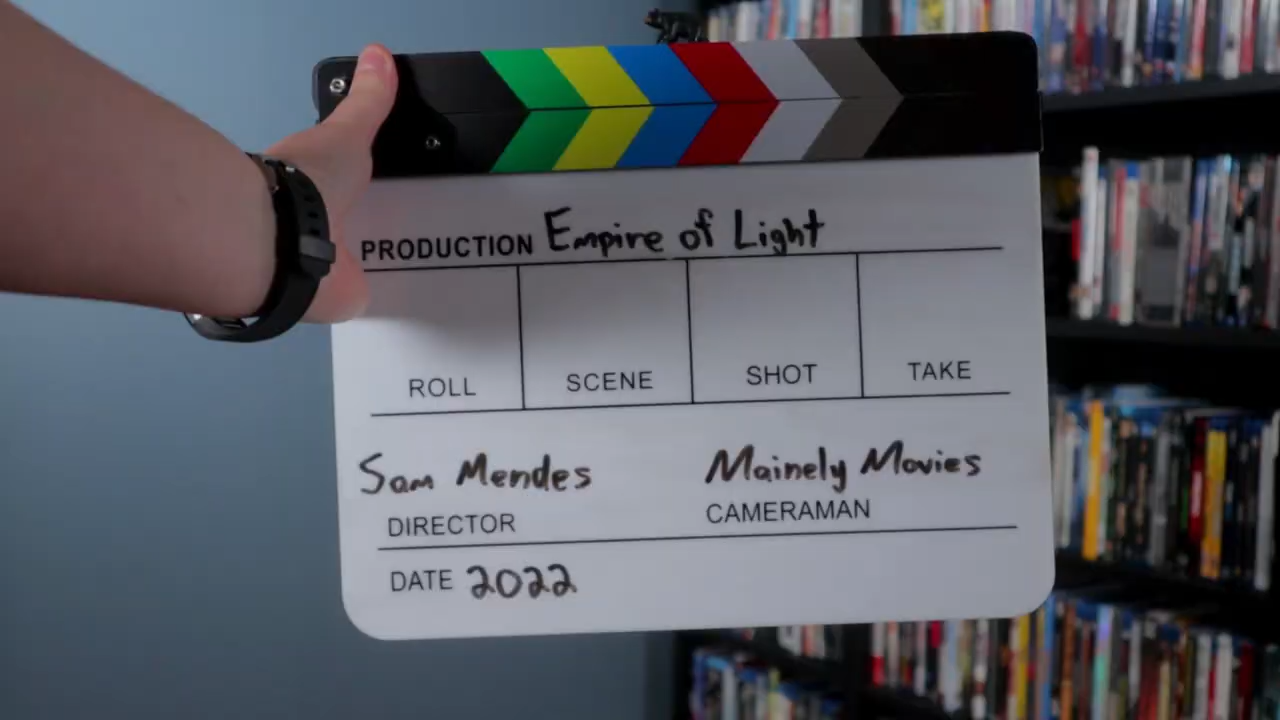 PRODUCTION Empire of Light
ROLL SCENE SHOT TAKE
Sam Mendes Mainely Movies
DIRECTOR CAMERAMAN
DATE 2022